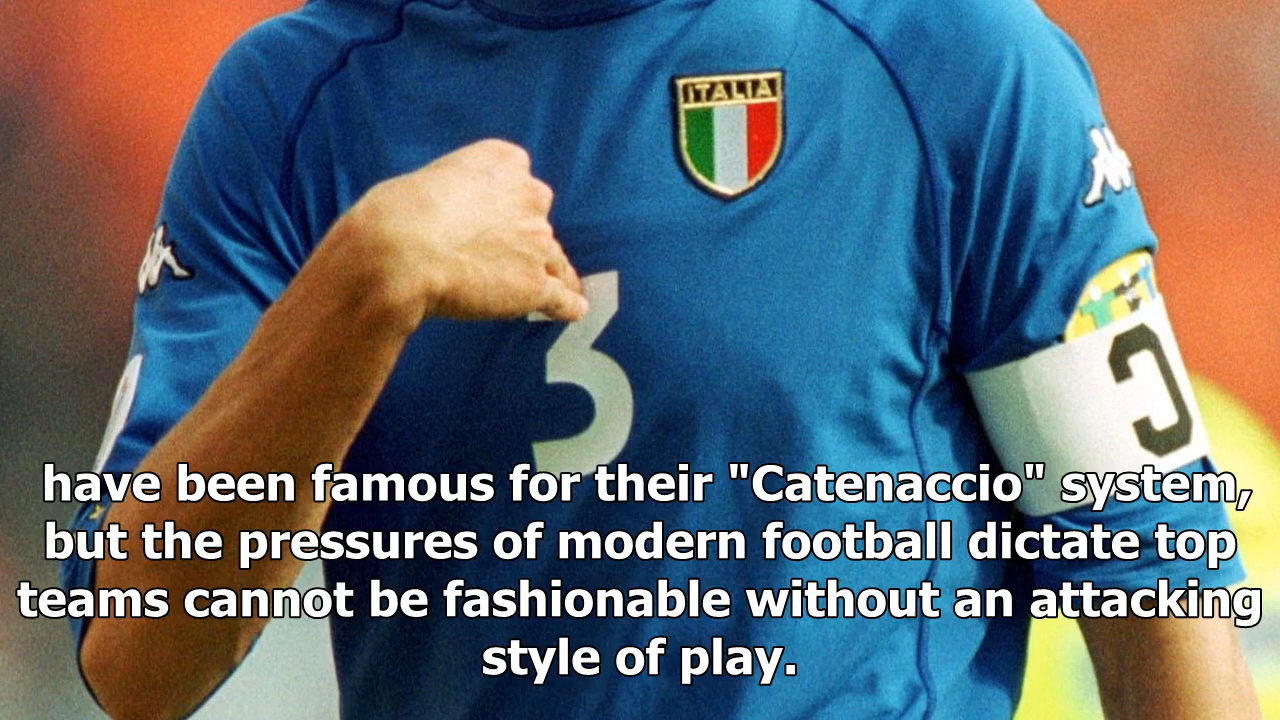 ITALIA
3
C
have been famous for their "Catenaccio" system,
but the pressures of modern football dictate top
teams cannot be fashionable without an attacking
style of play.